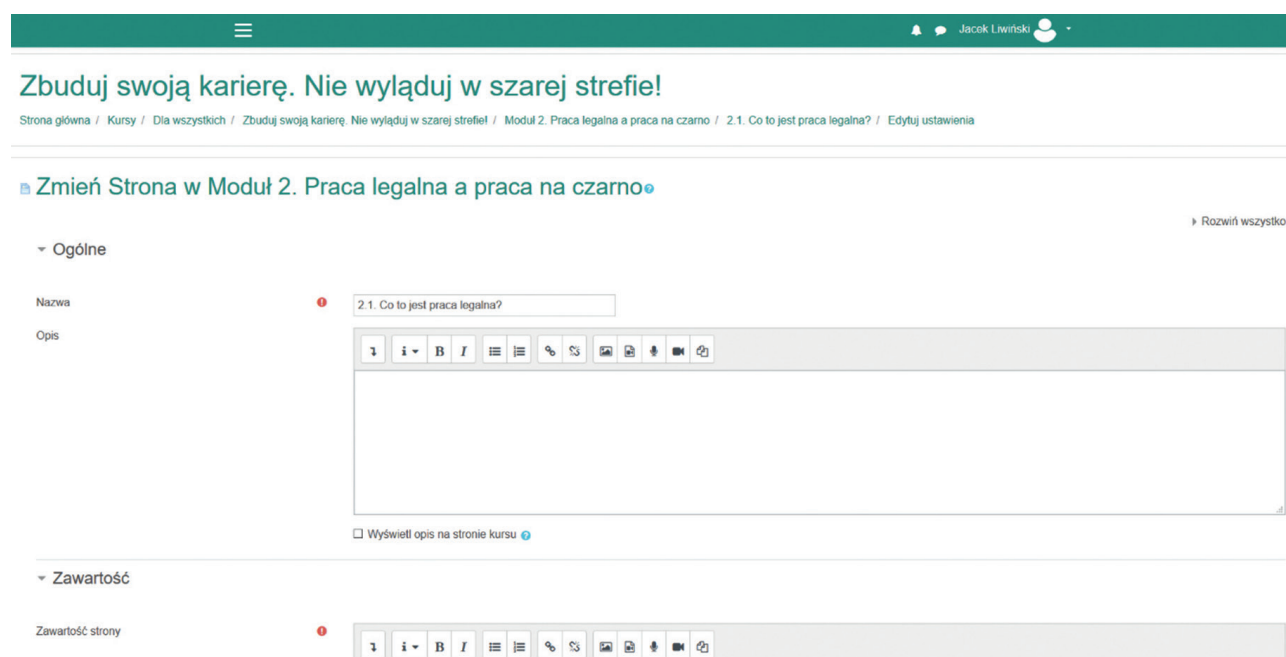 Jacek Liwiński
Zbuduj swoją karierę. Nie wyląduj w szarej strefie!
Strona główna / Kursy / Dla wszystkich / Zbuduj swoją karierę. Nie wyląduj w szarej strefie! / Moduł 2. Praca legalna a praca na czarno / 2.1. Co to jest praca legalna? / Edytuj ustawienia
Zmień Strona w Moduł 2. Praca legalna a praca na czarno
Rozwiń wszystko
Ogólne
Nazwa
2.1. Co to jest praca legalna?
Opis
i B I
Wyświetl opis na stronie kursu
Zawartość
Zawartość strony
i B I